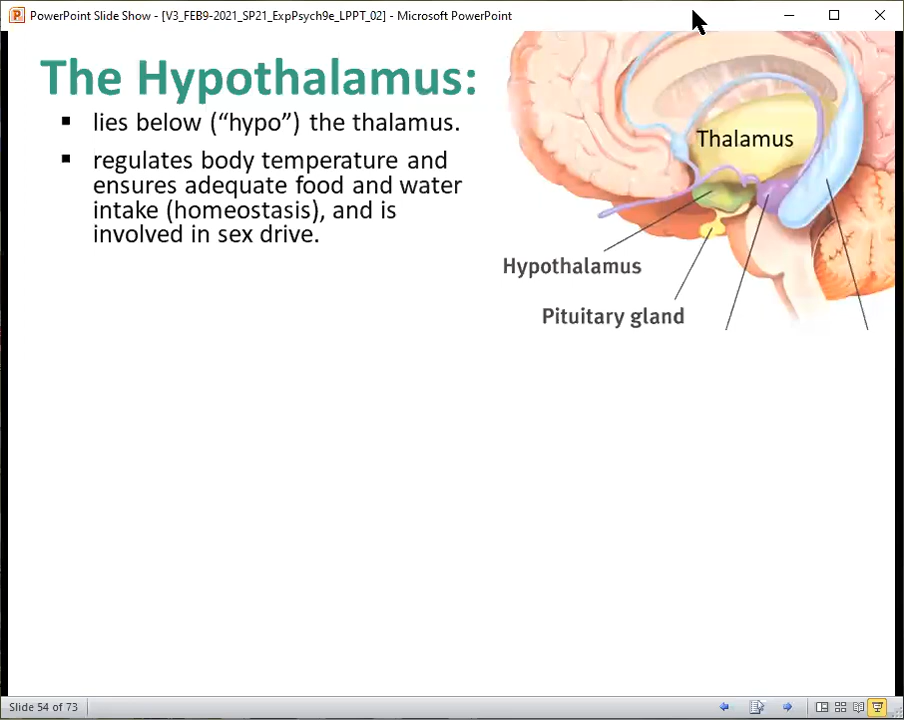 PowerPoint Slide Show - [V3_FEB9-2021_SP21_ExpPsych9e_LPPT_02] - Microsoft PowerPoint
The Hypothalamus:
▪ lies below (“hypo”) the thalamus.
▪ regulates body temperature and
ensures adequate food and water
intake (homeostasis), and is
involved in sex drive.
Thalamus
Hypothalamus
Pituitary gland
Slide 54 of 73